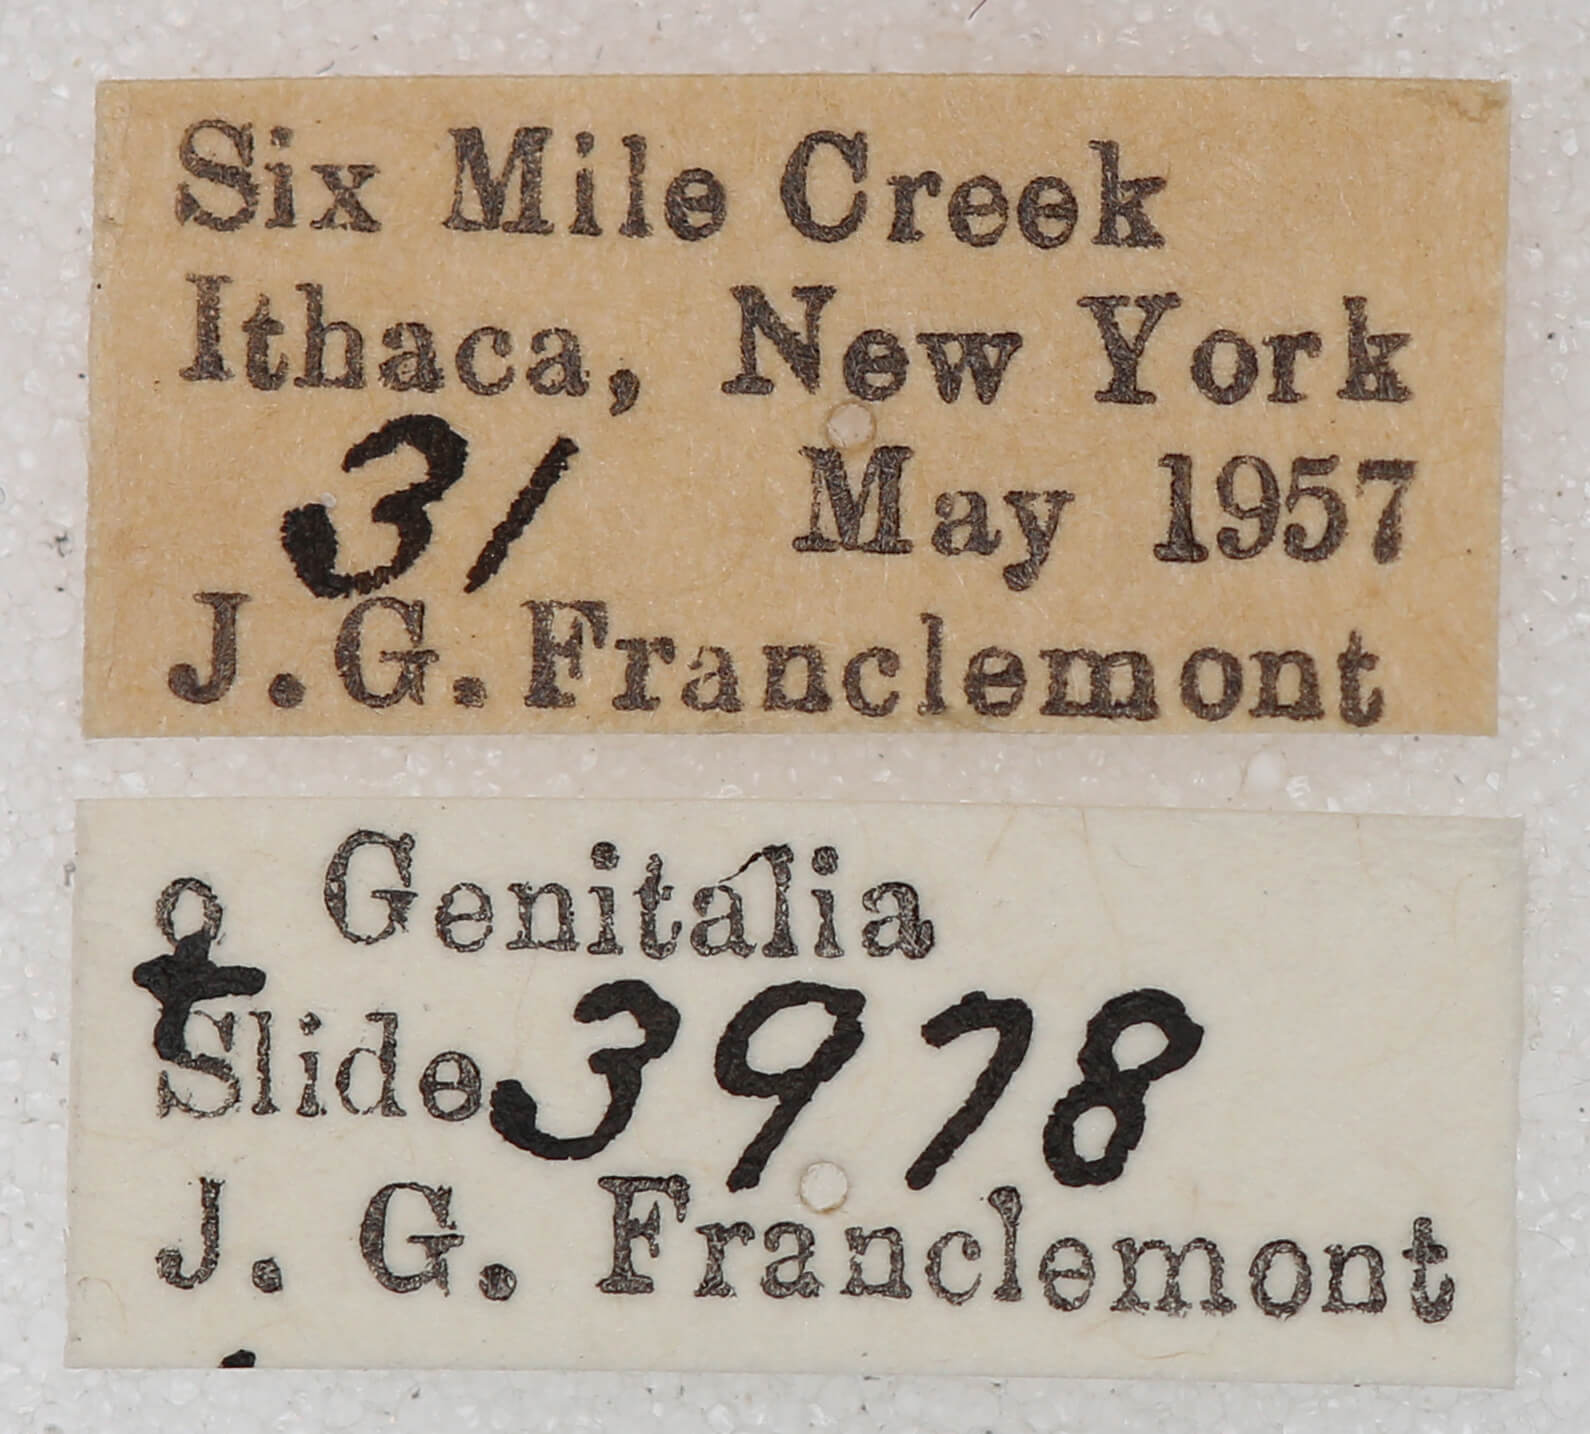 Six Mile Creek
Ithaca, New York
31 May 1957
J.G.Franclemont
♀ Genitalia
Slide 3978
J. G. Franclemont